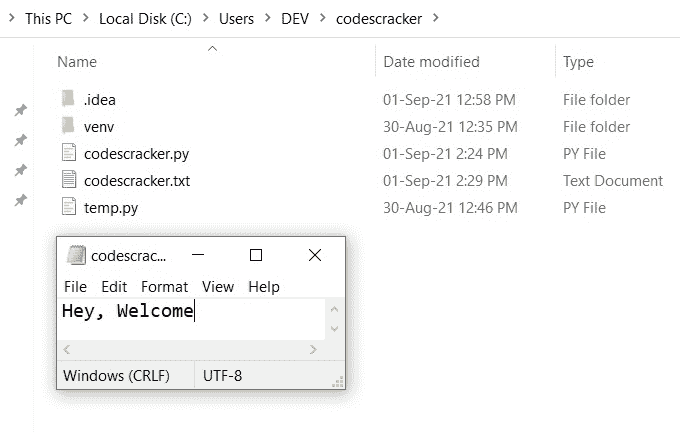 This PC > Local Disk (C:) > Users > DEV > codescracker >
Name Date modified Type
.idea 01-Sep-21 12:58 PM File folder
venv 30-Aug-21 12:35 PM File folder
codescracker.py 01-Sep-21 2:24 PM PY File
codescracker.txt 01-Sep-21 2:29 PM Text Document
temp.py 30-Aug-21 12:46 PM PY File
codescrac...
File Edit Format View Help
Hey, Welcome
Windows (CRLF) UTF-8